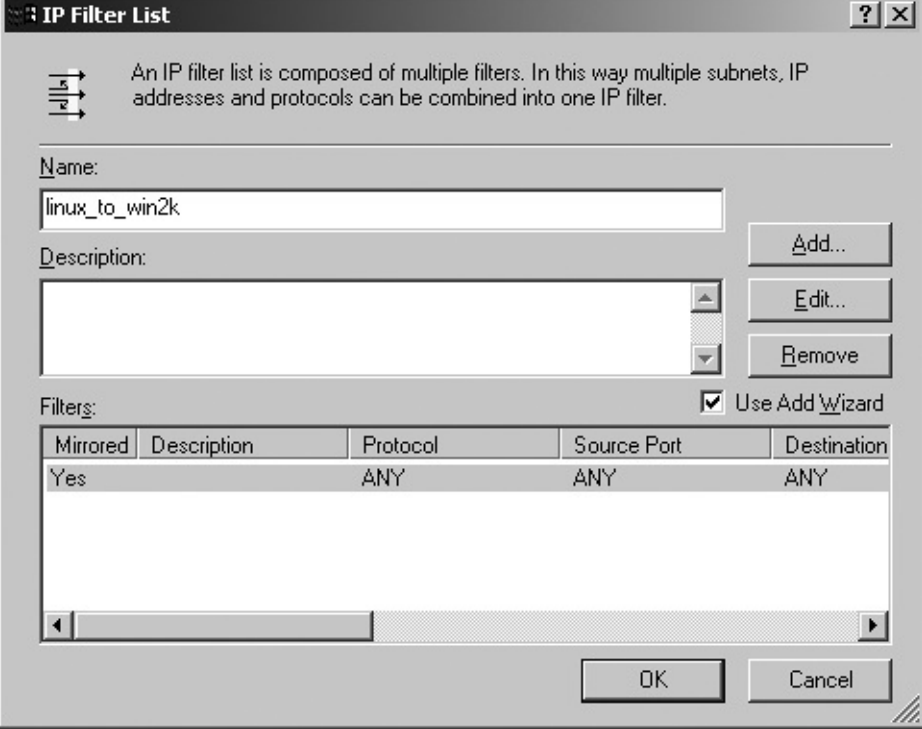 IP Filter List
An IP filter list is composed of multiple filters. In this way multiple subnets, IP
addresses and protocols can be combined into one IP filter.
Name:
linux_to_win2k
Add...
Description:
Edit...
Remove
Filters:
Use Add Wizard
Mirrored Description Protocol Source Port Destination
Yes ANY ANY ANY
OK Cancel